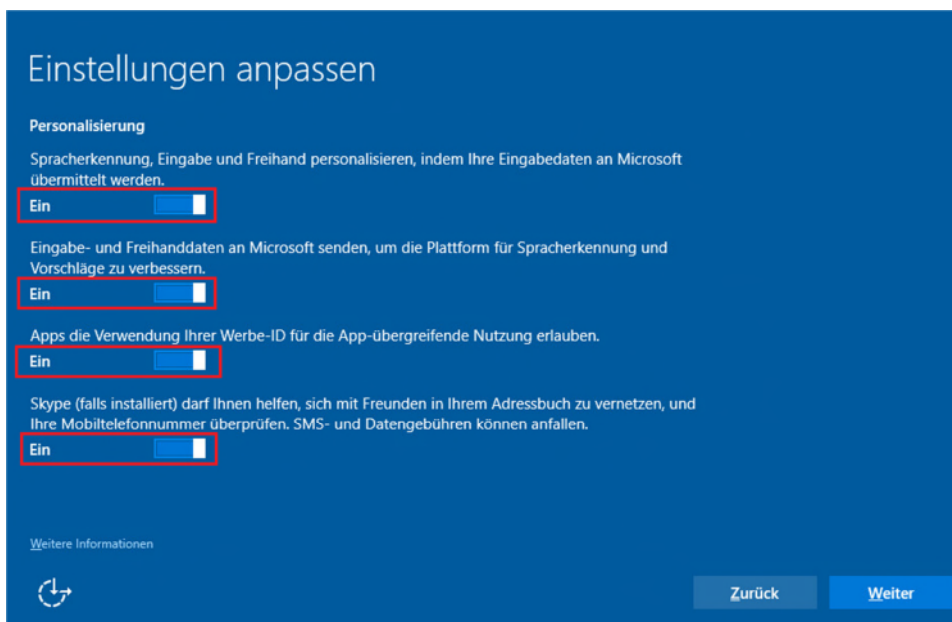 Einstellungen anpassen
Personalisierung
Spracherkennung, Eingabe und Freihand personalisieren, indem Ihre Eingabedaten an Microsoft
übermittelt werden.
Ein
Eingabe- und Freihanddaten an Microsoft senden, um die Plattform für Spracherkennung und
Vorschläge zu verbessern.
Ein
Apps die Verwendung Ihrer Werbe-ID für die App-übergreifende Nutzung erlauben.
Ein
Skype (falls installiert) darf Ihnen helfen, sich mit Freunden in Ihrem Adressbuch zu vernetzen, und
Ihre Mobiltelefonnummer überprüfen. SMS- und Datengebühren können anfallen.
Ein
Weitere Informationen
Zurück
Weiter